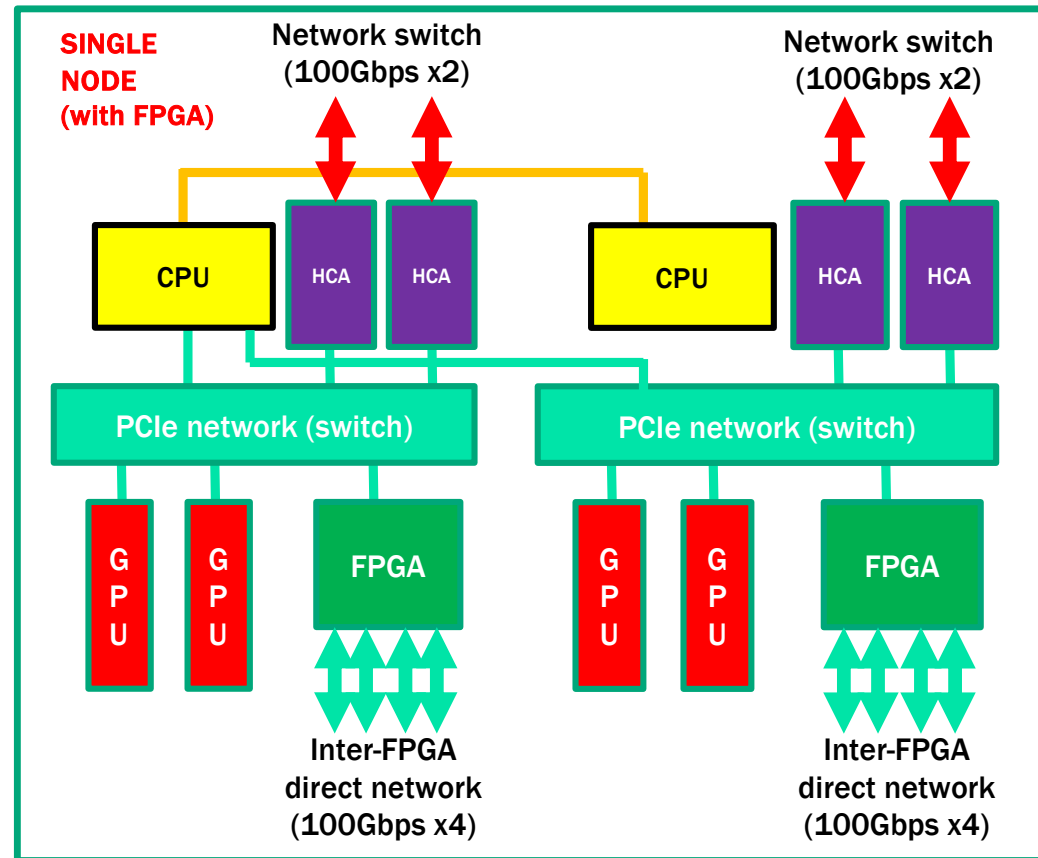 SINGLE
NODE
(with FPGA)
Network switch
(100Gbps x2)
Network switch
(100Gbps x2)
CPU
HCA
HCA
CPU
HCA
HCA
PCIe network (switch)
PCIe network (switch)
G
P
U
G
P
U
FPGA
G
P
U
G
P
U
FPGA
Inter-FPGA
direct network
(100Gbps x4)
Inter-FPGA
direct network
(100Gbps x4)